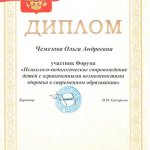 ДИПЛОМ
Чемезова Ольга Андреевна
участник Форума
«Психолого-педагогическое сопровождение
детей с ограниченными возможностями
здоровья в современном образовании»
Директор